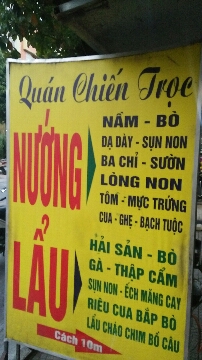 Quán Chiến Trọc
NƯỚNG
NẦM - BÒ
DẠ DÀY - SỤN NON
BA CHỈ - SƯỜN
LÒNG NON
TÔM - MỰC TRỨNG
CUA - GHẸ - BẠCH TUỘC
LẨU
HẢI SẢN - BÒ
GÀ - THẬP CẨM
SỤN NON - ẾCH MĂNG CAY
RIÊU CUA BẮP BÒ
LẨU CHÁO CHIM BỒ CÂU
Cách 10m